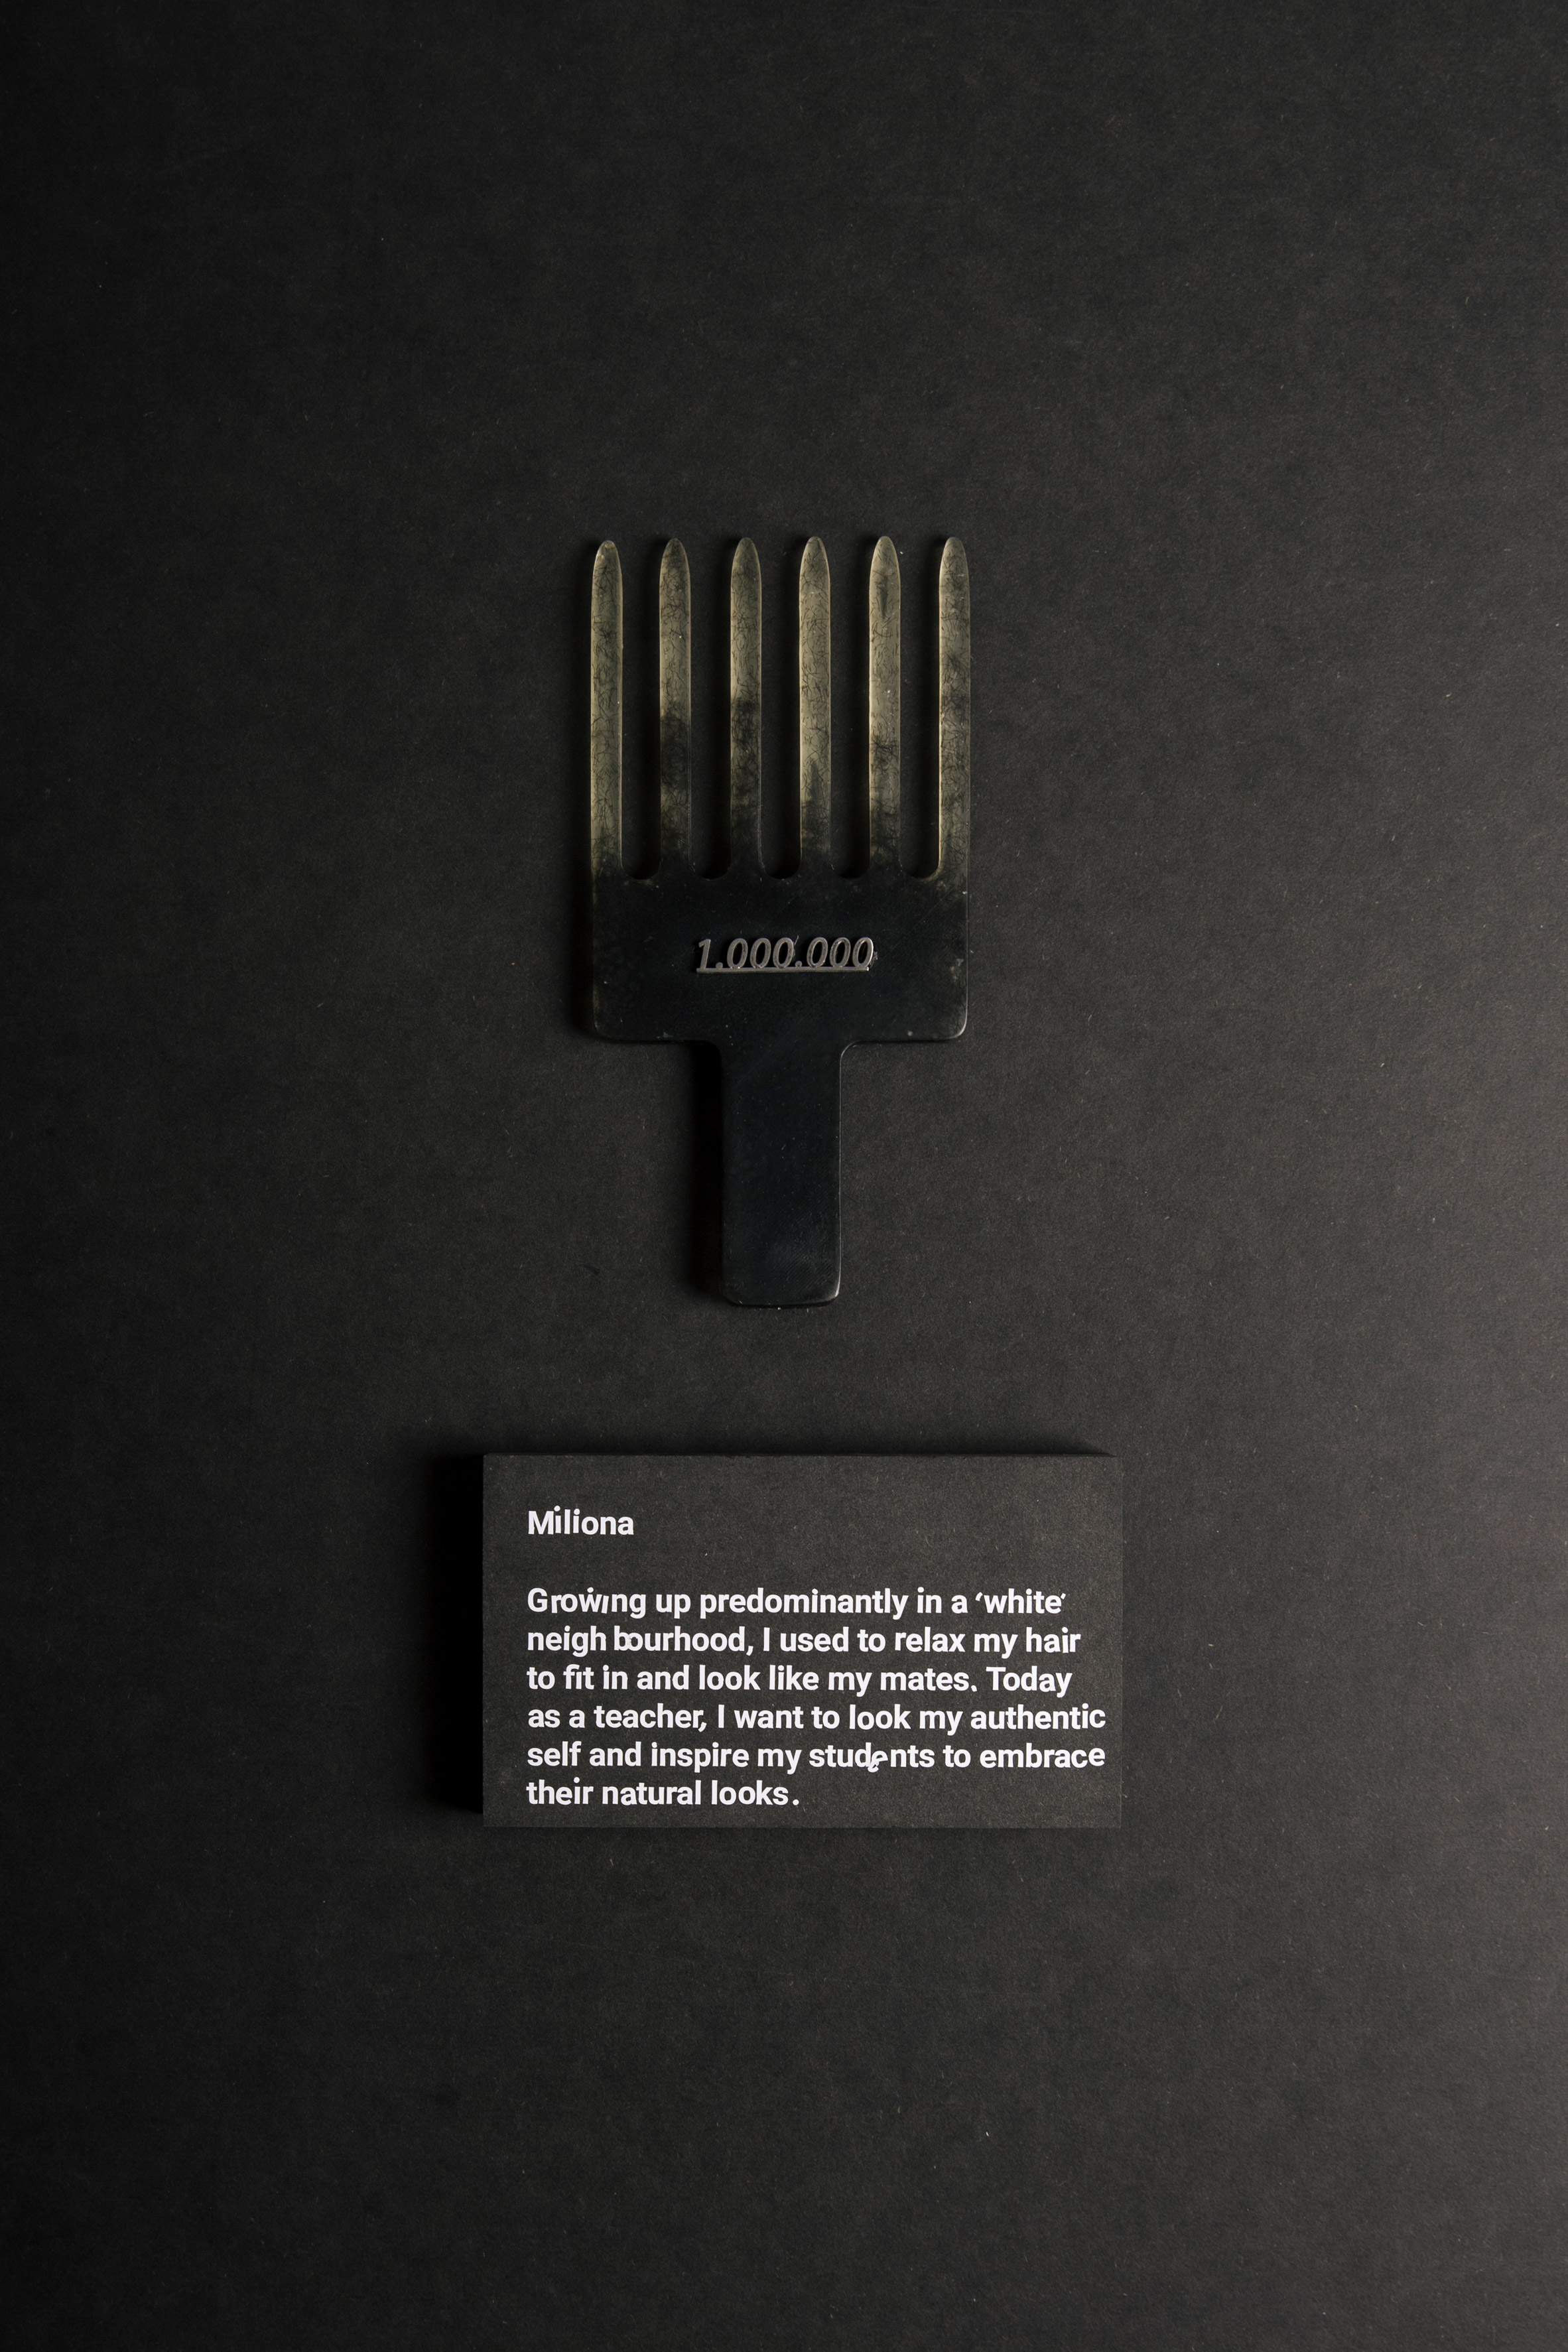 1.000.000
Miliona
Growing up predominantly in a ‘white’
neigh bourhood, I used to relax my hair
to fit in and look like my mates. Today
as a teacher, I want to look my authentic
self and inspire my students to embrace
their natural looks.